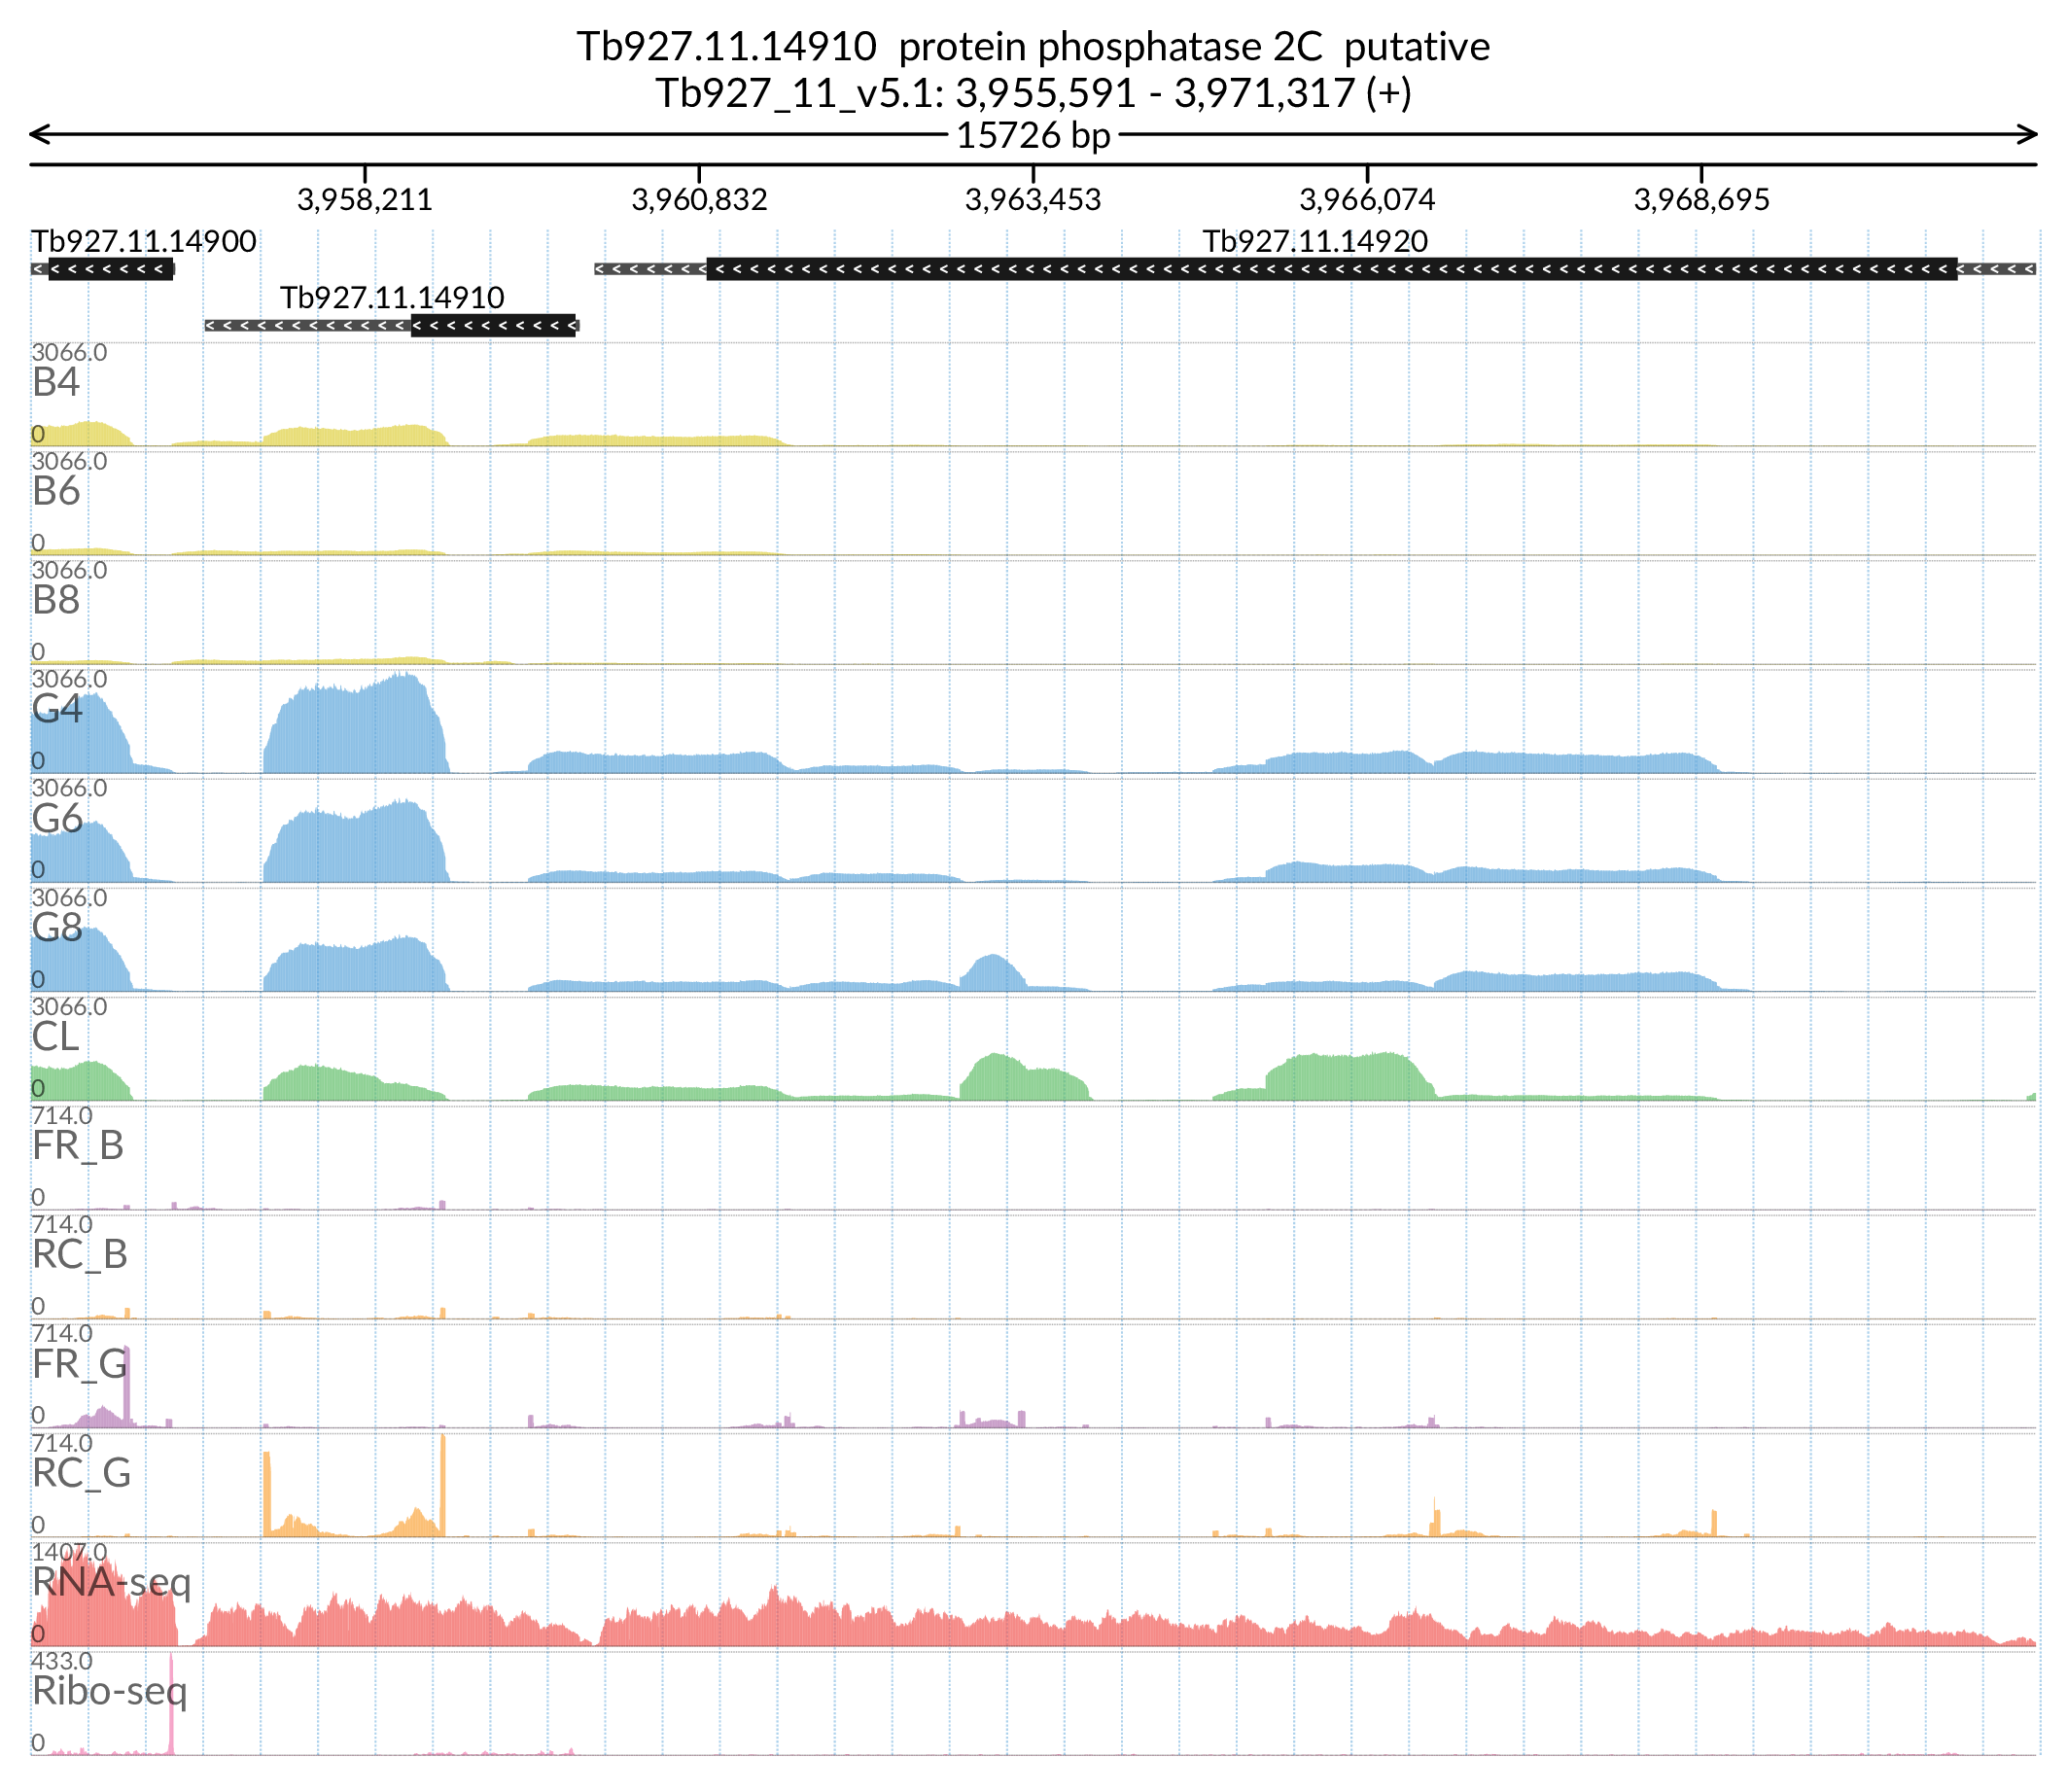 Tb927.11.14910 protein phosphatase 2C putative
Tb927_11_v5.1: 3,955,591 - 3,971,317 (+)
15726 bp
3,958,211 3,960,832 3,963,453 3,966,074 3,968,695
Tb927.11.14900 Tb927.11.14920
Tb927.11.14910
3066.0
B4
0
3066.0
B6
0
3066.0
B8
0
3066.0
G4
0
3066.0
G6
0
3066.0
G8
0
3066.0
CL
0
714.0
FR_B
0
714.0
RC_B
0
714.0
FR_G
0
714.0
RC_G
0
1407.0
RNA-seq
0
433.0
Ribo-seq
0